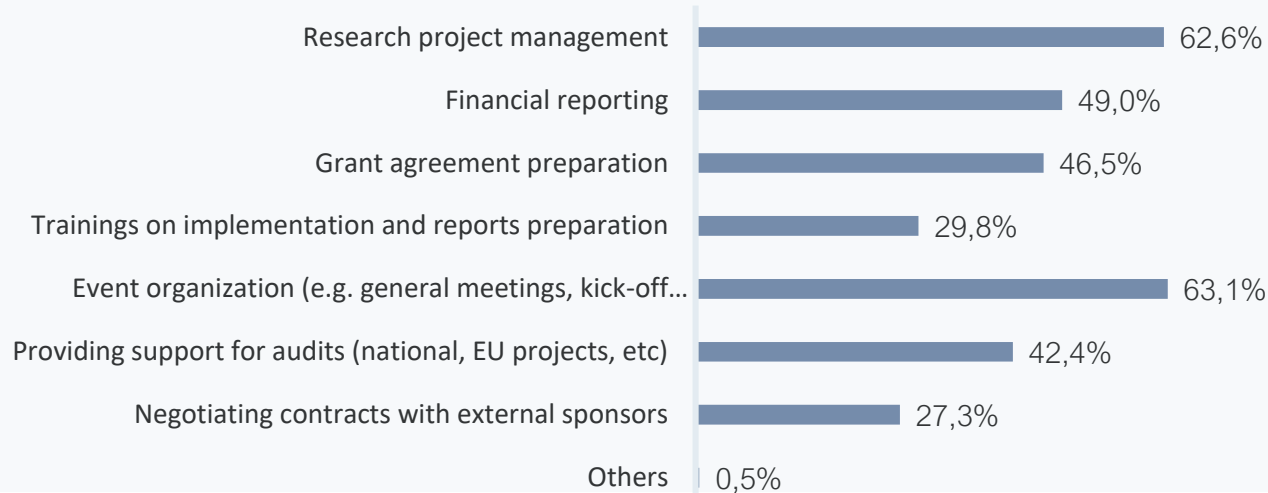 Research project management 62,6%
Financial reporting 49,0%
Grant agreement preparation 46,5%
Trainings on implementation and reports preparation 29,8%
Event organization (e.g. general meetings, kick-off… 63,1%
Providing support for audits (national, EU projects, etc) 42,4%
Negotiating contracts with external sponsors 27,3%
Others 0,5%